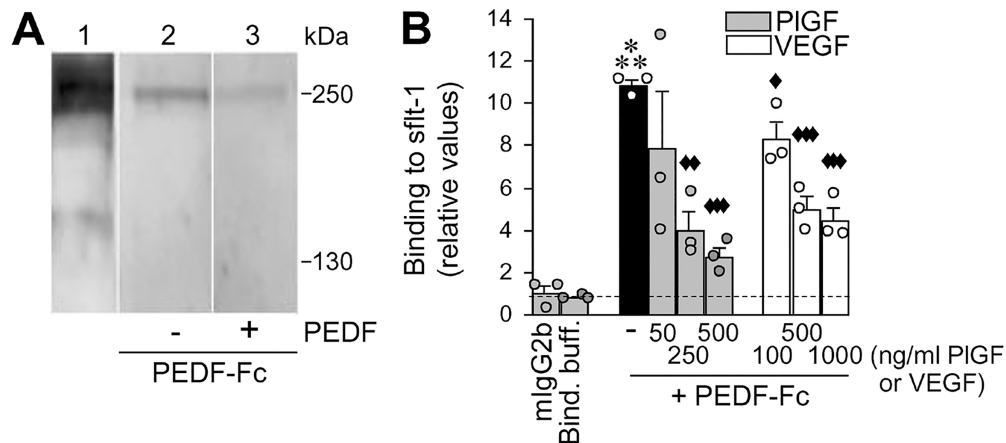 A
1 2 3 kDa
-250
-130
- + PEDF
PEDF-Fc
B
PlGF
VEGF
Binding to sflt-1
(relative values)
14
12
10
8
6
4
2
0
***
♦♦
♦♦♦
♦
♦♦♦
♦♦♦
mIgG2b
Bind. buff.
- 50 500 500
250 100 1000 (ng/ml PlGF
or VEGF)
+ PEDF-Fc